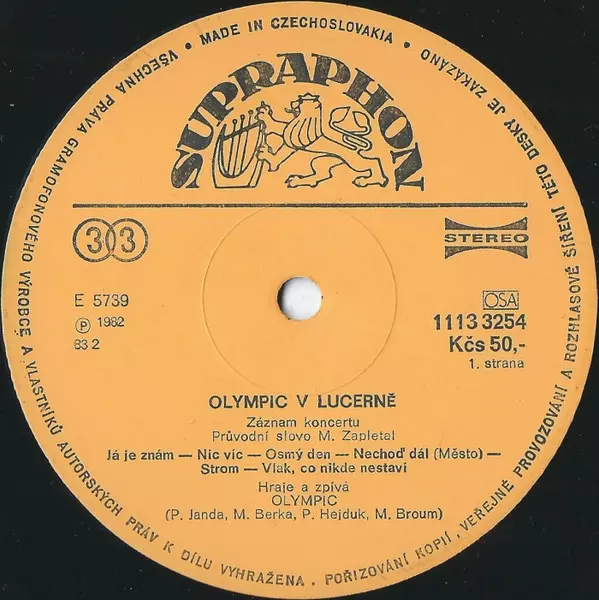 MADE IN CZECHOSLOVAKIA •
VŠECHNA PRÁVA GRAMOFONOVÉHO VÝROBCE A VLASTNÍKŮ AUTORSKÝCH PRÁV K DÍLU VYHRAŽENA . POŘIZOVÁNÍ KOPIÍ, VEŘEJNÉ PROVOZOVÁNÍ A ROZHLASOVÉ ŠÍŘENÍ TÉTO DESKY JE ZAKÁZÁNO •
SUPRAPHON
33
STEREO
E 5739
℗ 1982
83 2
OSA
1113 3254
Kčs 50,-
1. strana
OLYMPIC V LUCERNĚ
Záznam koncertu
Průvodní slovo M. Zapletal
Já je znám — Nic víc — Osmý den — Nechoď dál (Město) —
Strom — Vlak, co nikde nestaví
Hraje a zpívá
OLYMPIC
(P. Janda, M. Berka, P. Hejduk, M. Broum)